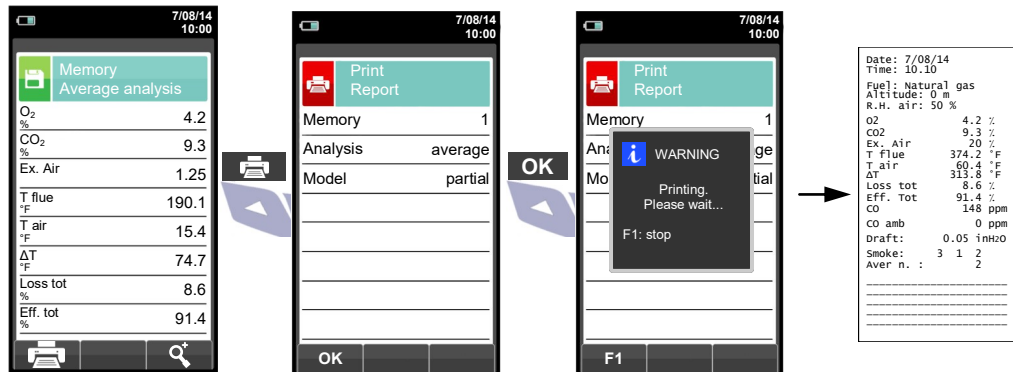 7/08/14
10:00
Memory
Average analysis
O2
% 4.2
CO2
% 9.3
Ex. Air 1.25
T flue
°F 190.1
T air
°F 15.4
ΔT
°F 74.7
Loss tot
% 8.6
Eff. tot
% 91.4
7/08/14
10:00
Print
Report
Memory 1
Analysis average
Model partial
OK
OK
7/08/14
10:00
Print
Report
Memory 1
Ana ge
Mo tial
i WARNING
Printing.
Please wait...
F1: stop
F1
Date: 7/08/14
Time: 10.10
Fuel: Natural gas
Altitude: 0 m
R.H. air: 50 %
O2 4.2 %
CO2 9.3 %
Ex. Air 20 %
T flue 374.2 °F
T air 60.4 °F
ΔT 313.8 °F
Loss tot 8.6 %
Eff. Tot 91.4 %
CO 148 ppm
CO amb 0 ppm
Draft: 0.05 inH2O
Smoke: 3 1 2
Aver n. : 2